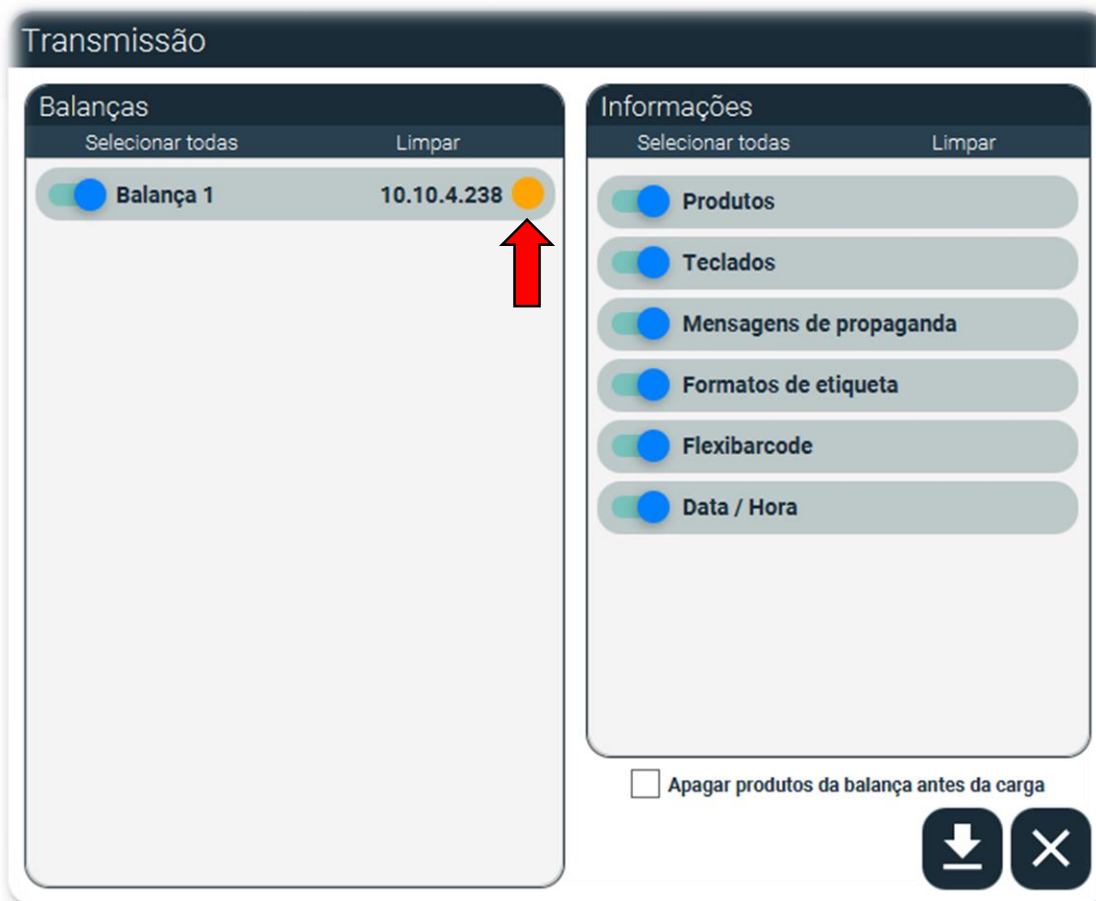 Transmissão
Balanças
Selecionar todas Limpar
Balança 1 10.10.4.238
Informações
Selecionar todas Limpar
Produtos
Teclados
Mensagens de propaganda
Formatos de etiqueta
Flexibarcode
Data / Hora
Apagar produtos da balança antes da carga